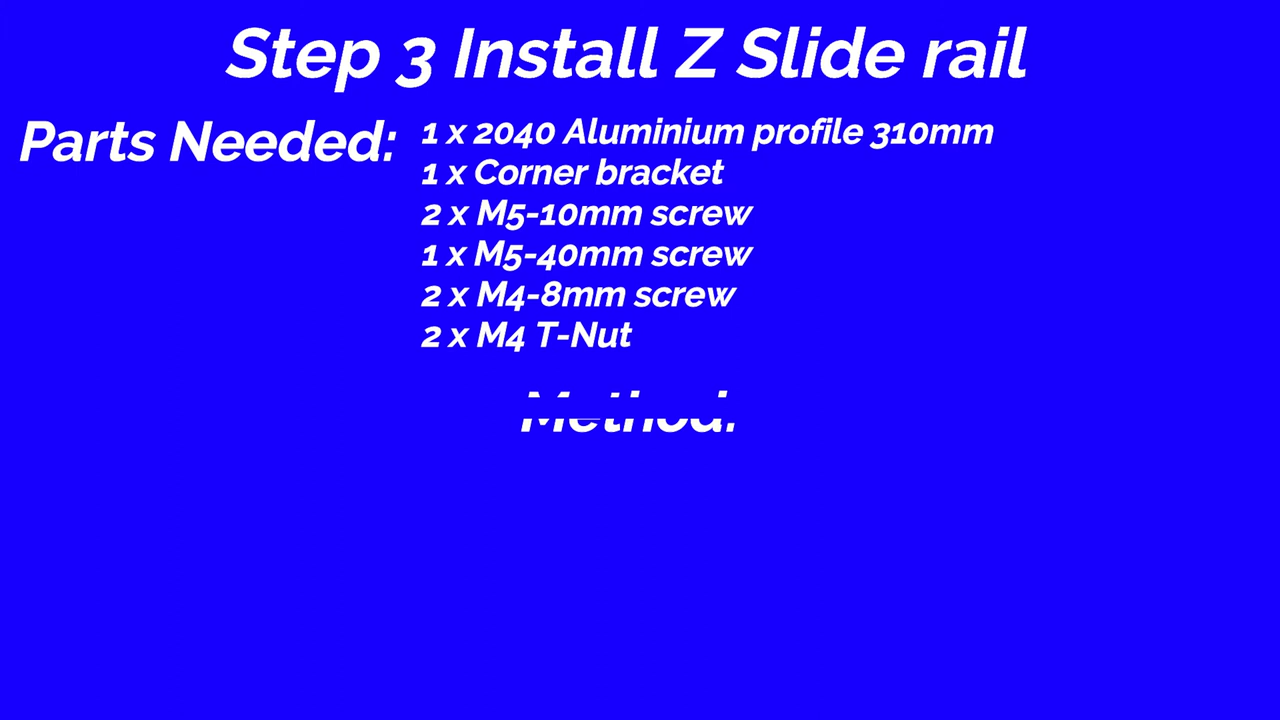 Step 3 Install Z Slide rail
Parts Needed:
1 x 2040 Aluminium profile 310mm
1 x Corner bracket
2 x M5-10mm screw
1 x M5-40mm screw
2 x M4-8mm screw
2 x M4 T-Nut
Method: